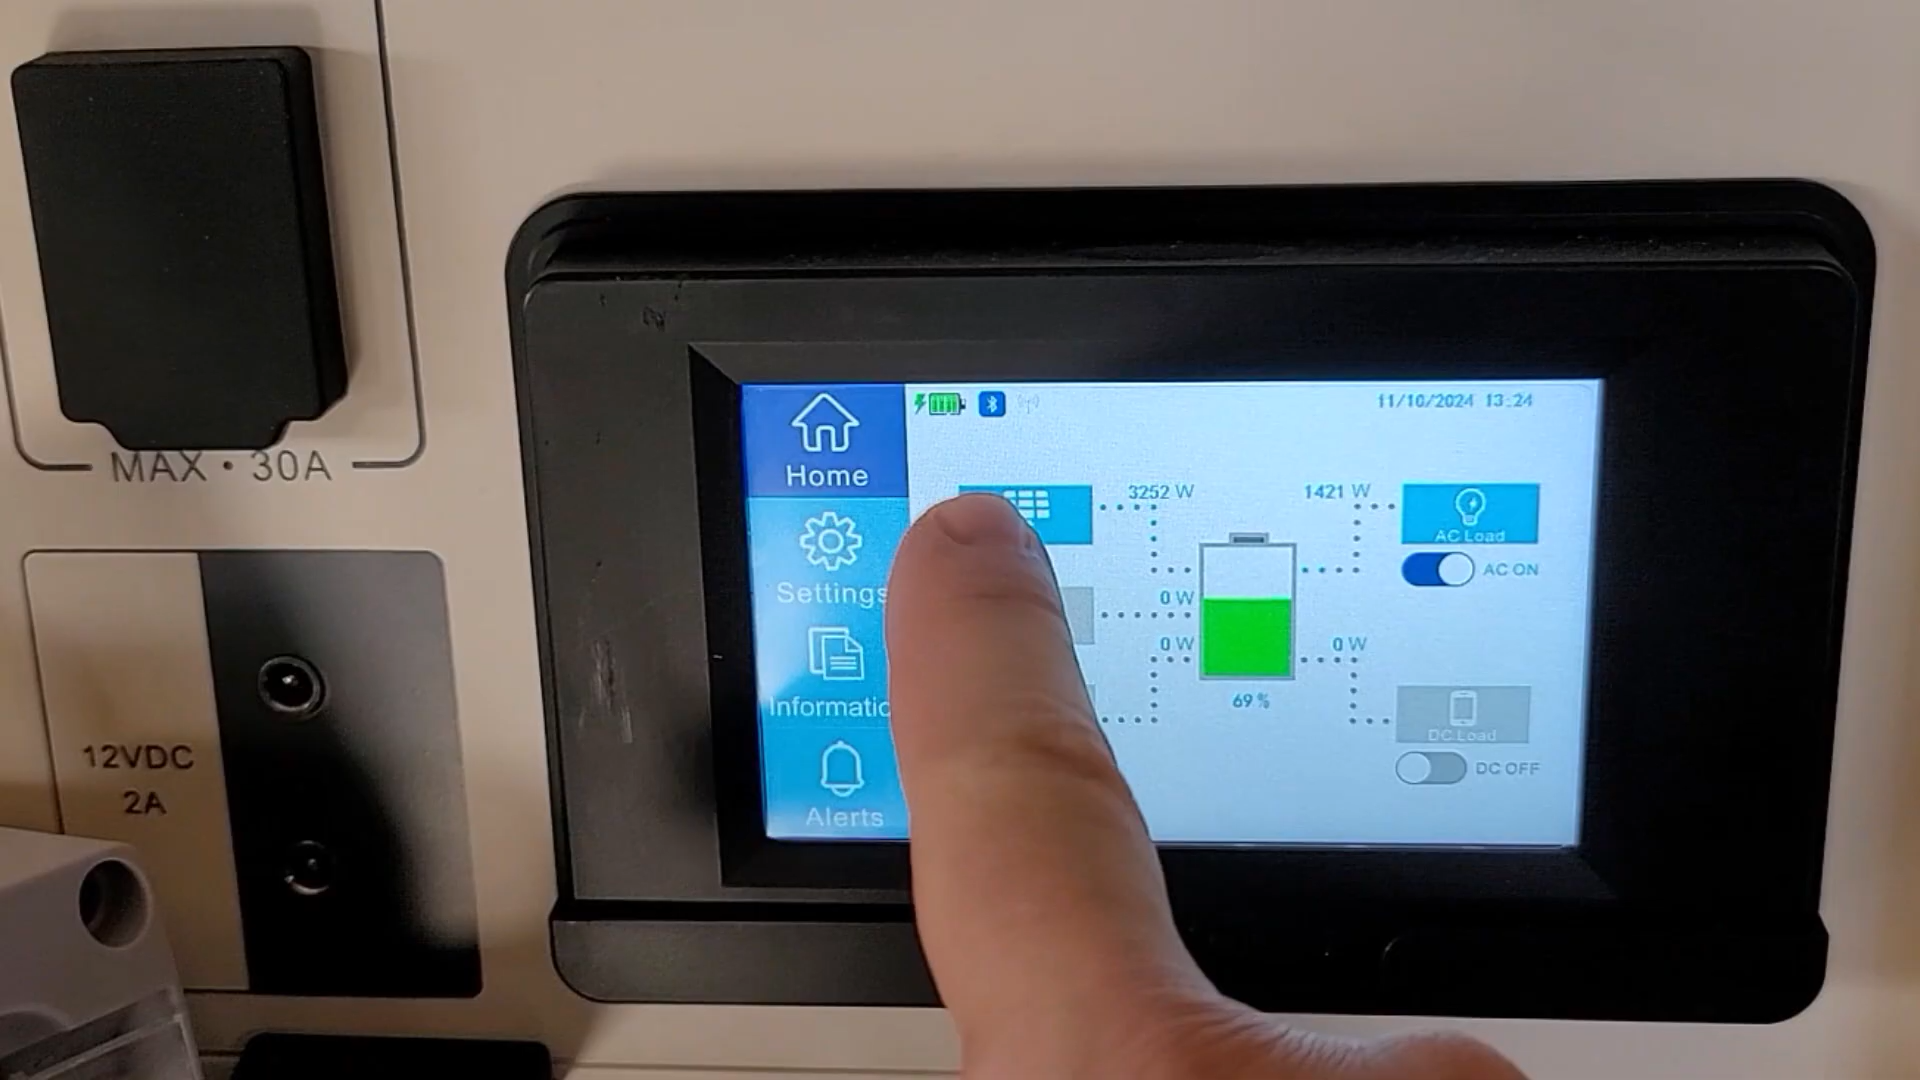 MAX · 30A
12VDC
2A
Home
Settings
Informatio
Alerts
11/10/2024 13:24
3252 W
1421 W
AC Load
AC ON
0 W
0 W
0 W
69 %
DC Load
DC OFF